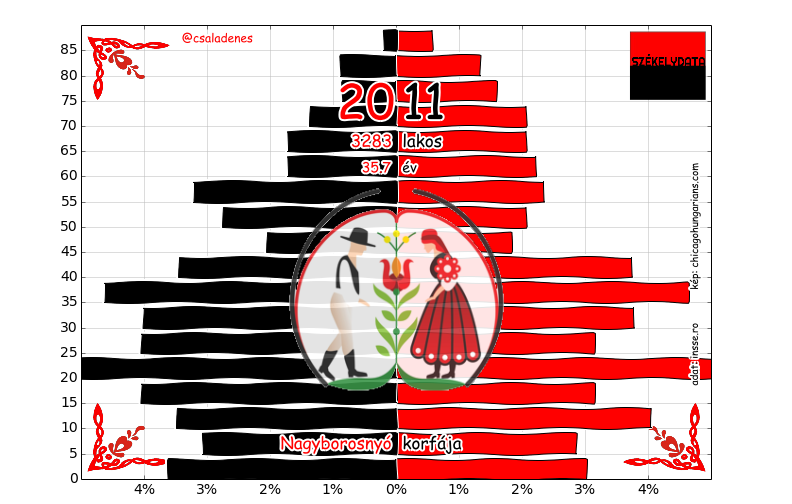 @csaladenes
SZÉKELYDATA
85
80
75
70
65
60
55
50
45
40
35
30
25
20
15
10
5
0
2011
3283 lakos
35.7 év
kép: chicagohungarians.com
adat: insse.ro
Nagyborosnyó korfája
4% 3% 2% 1% 0% 1% 2% 3% 4%